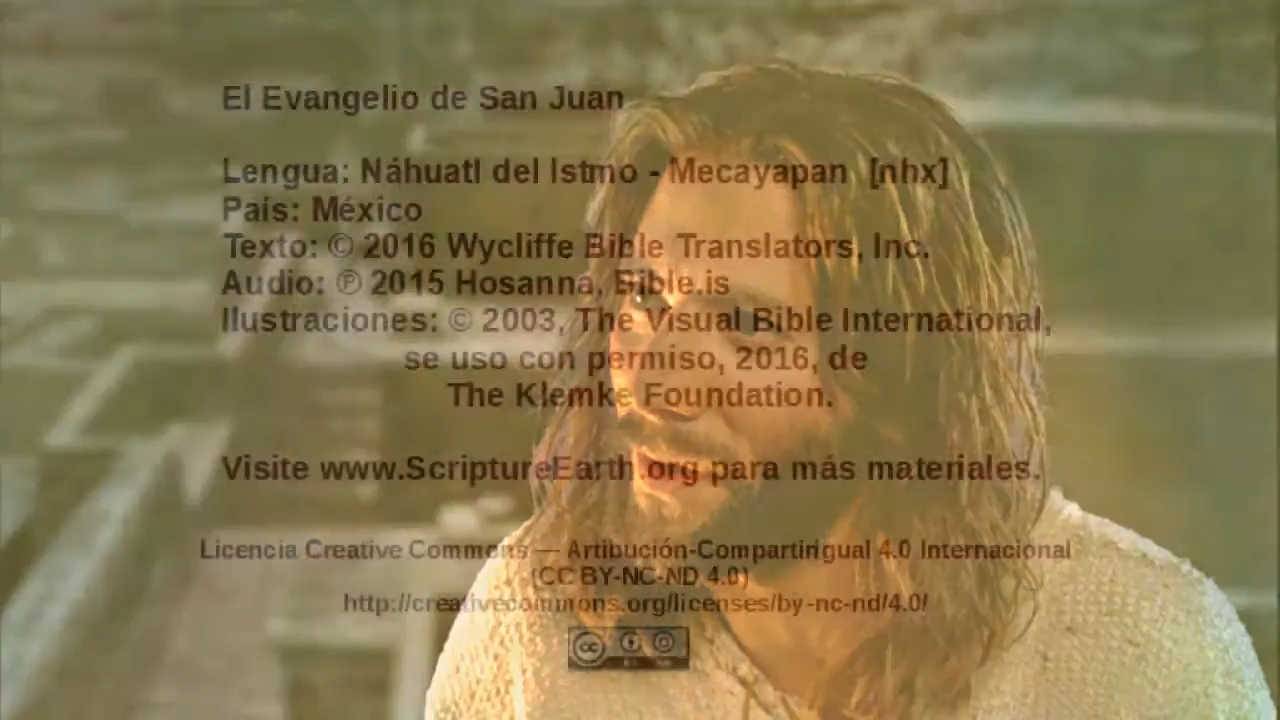 El Evangelio de San Juan
Lengua: Náhuatl del Istmo - Mecayapan [nhx]
País: México
Texto: © 2016 Wycliffe Bible Translators, Inc.
Audio: ℗ 2015 Hosanna, Bible.is
Ilustraciones: © 2003, The Visual Bible International,
se uso con permiso, 2016, de
The Klemke Foundation.
Visite www.ScriptureEarth.org para más materiales.
Licencia Creative Commons — Artibución-CompartirIgual 4.0 Internacional
(CC BY-NC-ND 4.0)
http://creativecommons.org/licenses/by-nc-nd/4.0/
cc